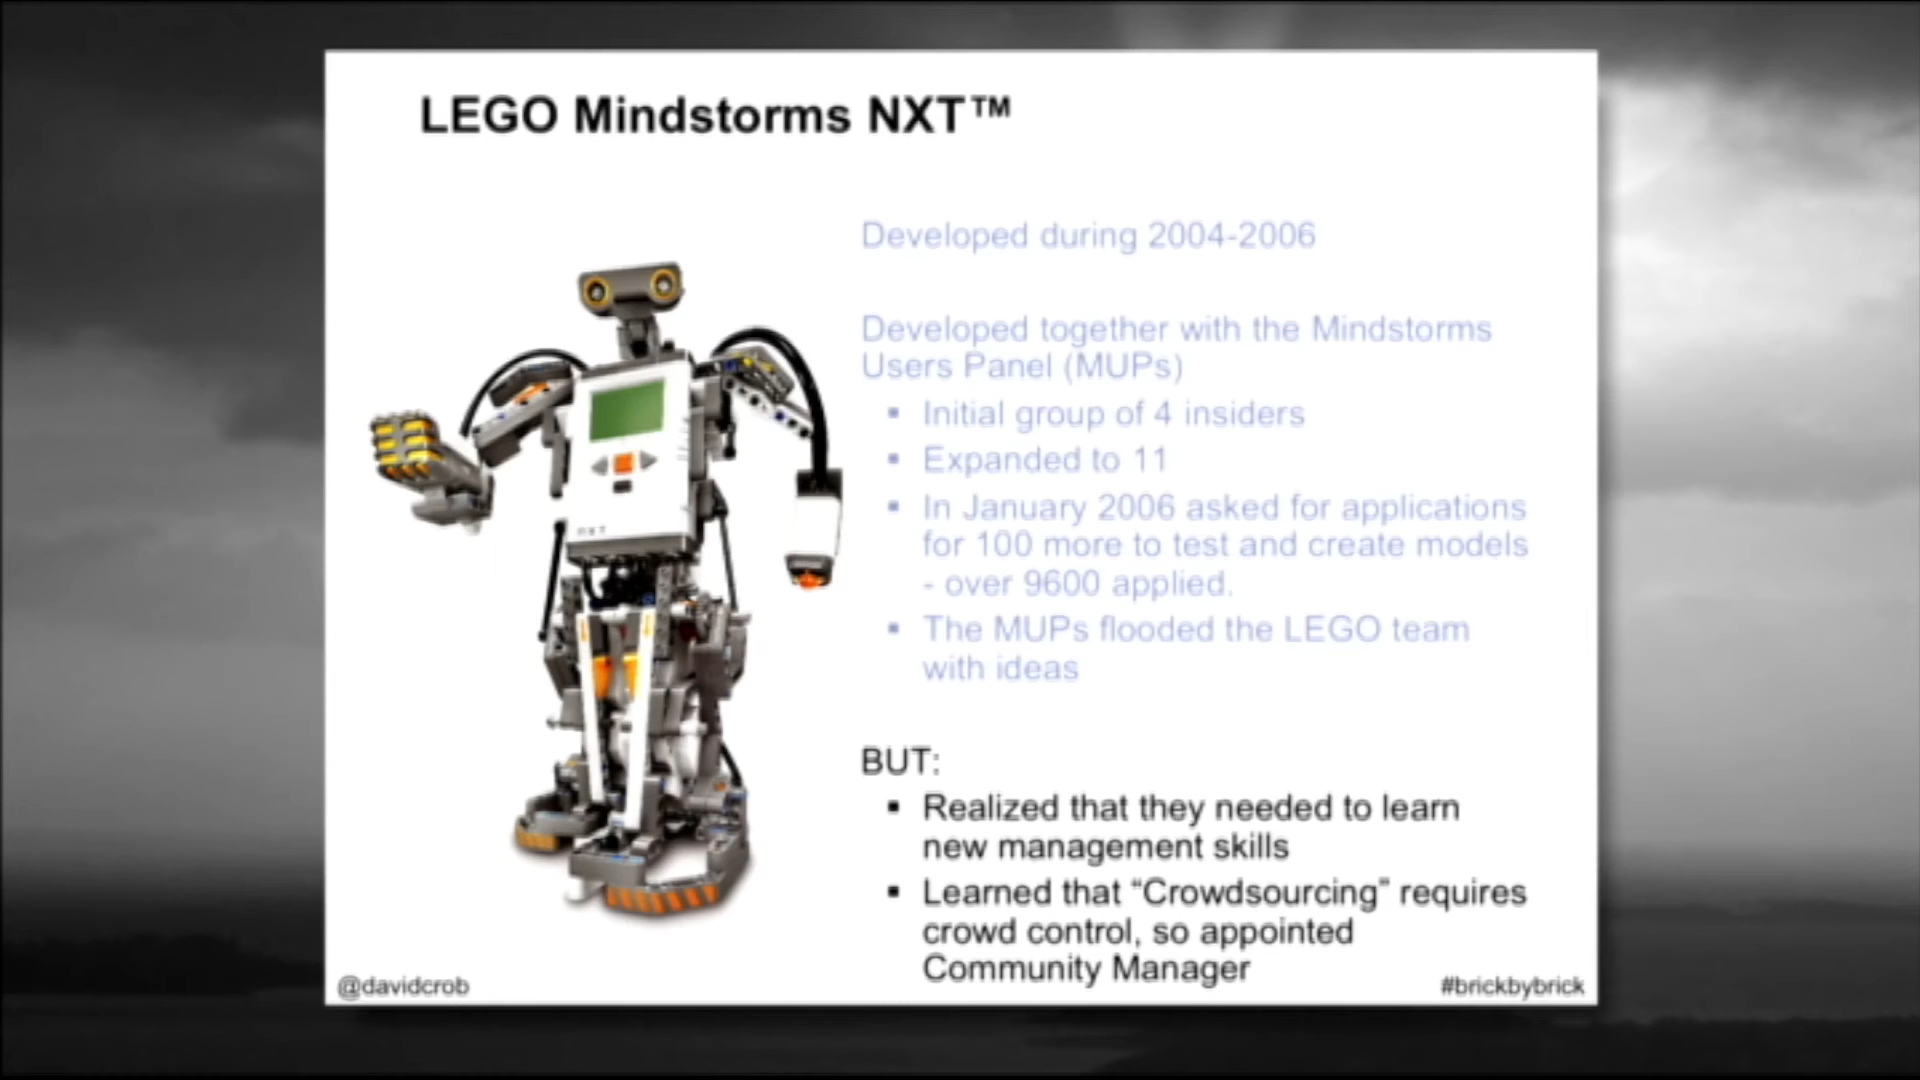 LEGO Mindstorms NXT™
Developed during 2004-2006
Developed together with the Mindstorms
Users Panel (MUPs)
▪ Initial group of 4 insiders
▪ Expanded to 11
▪ In January 2006 asked for applications
for 100 more to test and create models
- over 9600 applied.
▪ The MUPs flooded the LEGO team
with ideas
NXT
BUT:
▪ Realized that they needed to learn
new management skills
▪ Learned that “Crowdsourcing” requires
crowd control, so appointed
Community Manager
@davidcrob
#brickbybrick